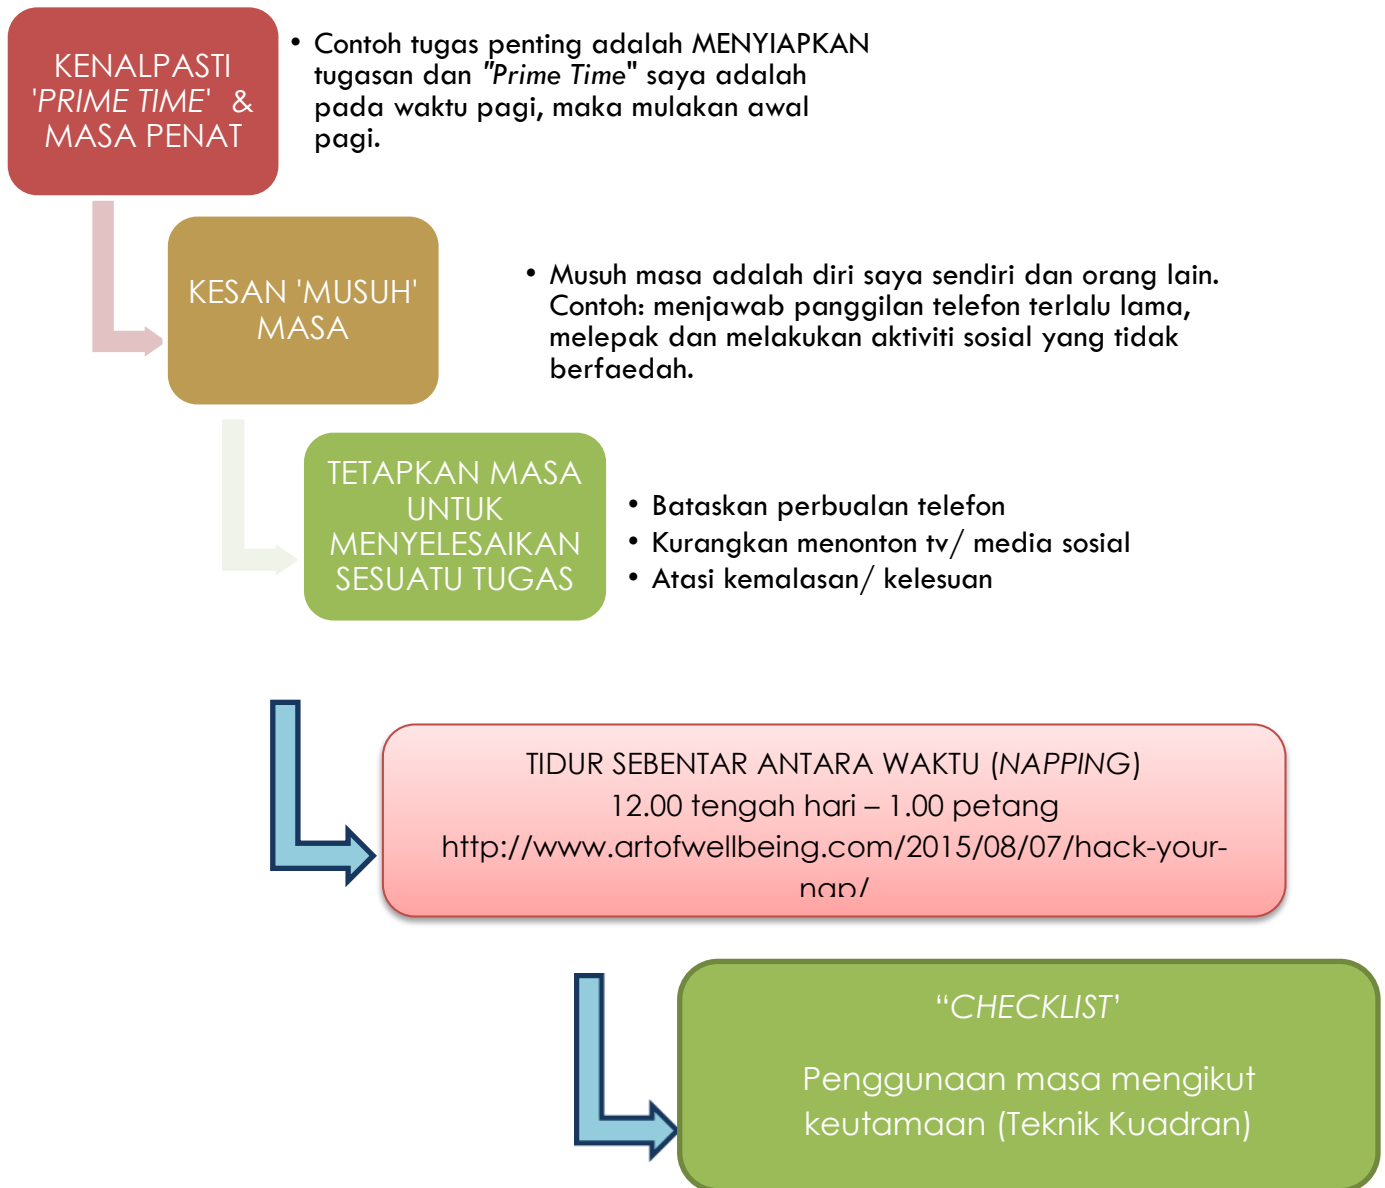 KENALPASTI
'PRIME TIME' &
MASA PENAT
• Contoh tugas penting adalah MENYIAPKAN
tugasan dan "Prime Time" saya adalah
pada waktu pagi, maka mulakan awal
pagi.
KESAN 'MUSUH'
MASA
• Musuh masa adalah diri saya sendiri dan orang lain.
Contoh: menjawab panggilan telefon terlalu lama,
melepak dan melakukan aktiviti sosial yang tidak
berfaedah.
TETAPKAN MASA
UNTUK
MENYELESAIKAN
SESUATU TUGAS
• Bataskan perbualan telefon
• Kurangkan menonton tv/ media sosial
• Atasi kemalasan/ kelesuan
TIDUR SEBENTAR ANTARA WAKTU (NAPPING)
12.00 tengah hari – 1.00 petang
http://www.artofwellbeing.com/2015/08/07/hack-your-
nap/
“CHECKLIST’
Penggunaan masa mengikut
keutamaan (Teknik Kuadran)